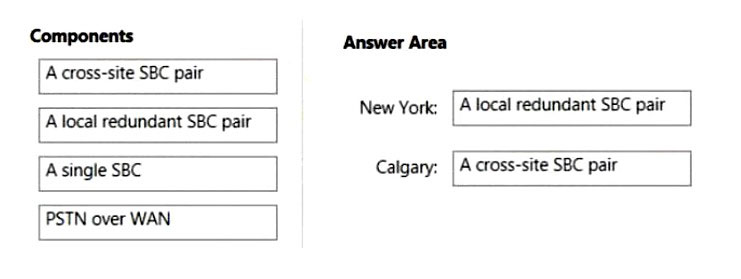 Components
A cross-site SBC pair
A local redundant SBC pair
A single SBC
PSTN over WAN
Answer Area
New York: A local redundant SBC pair
Calgary: A cross-site SBC pair